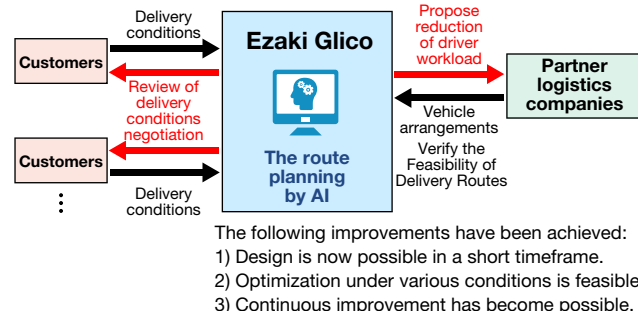 Delivery
conditions
Customers
Review of
delivery
conditions
negotiation
Customers
Delivery
conditions
Ezaki Glico
The route
planning
by AI
Propose
reduction
of driver
workload
Partner
logistics
companies
Vehicle
arrangements
Verify the
Feasibility of
Delivery Routes
The following improvements have been achieved:
1) Design is now possible in a short timeframe.
2) Optimization under various conditions is feasible
3) Continuous improvement has become possible.